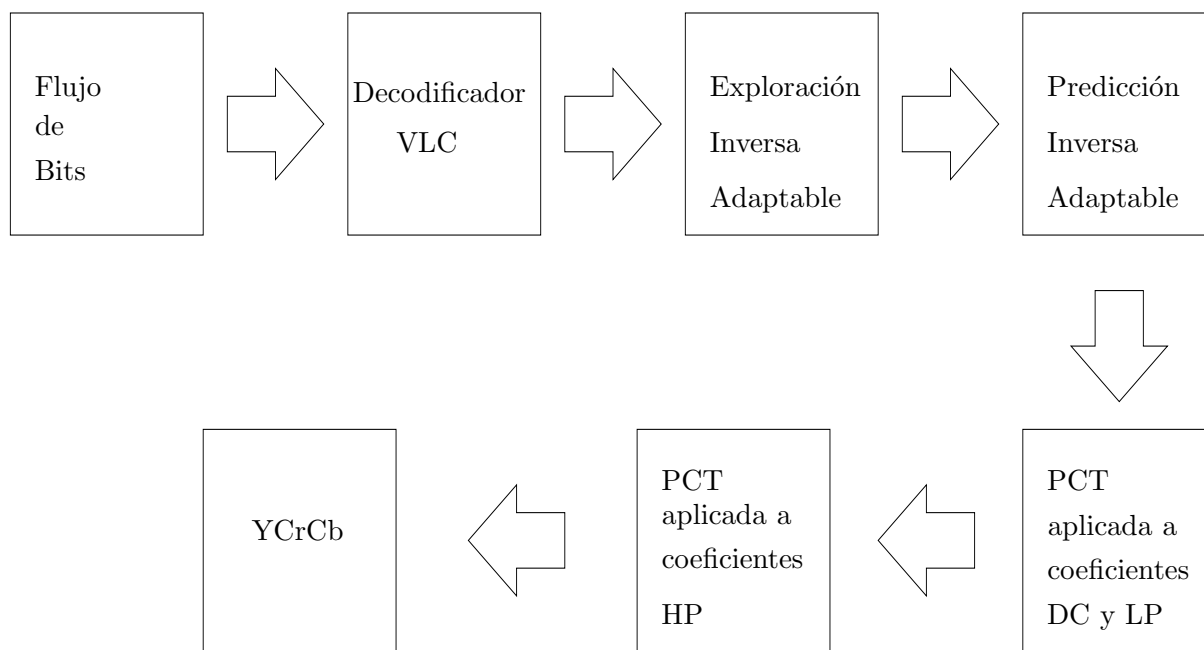 Flujo
de
Bits
Decodificador
VLC
Exploración
Inversa
Adaptable
Predicción
Inversa
Adaptable
PCT
aplicada a
coeficientes
DC y LP
PCT
aplicada a
coeficientes
HP
YCrCb